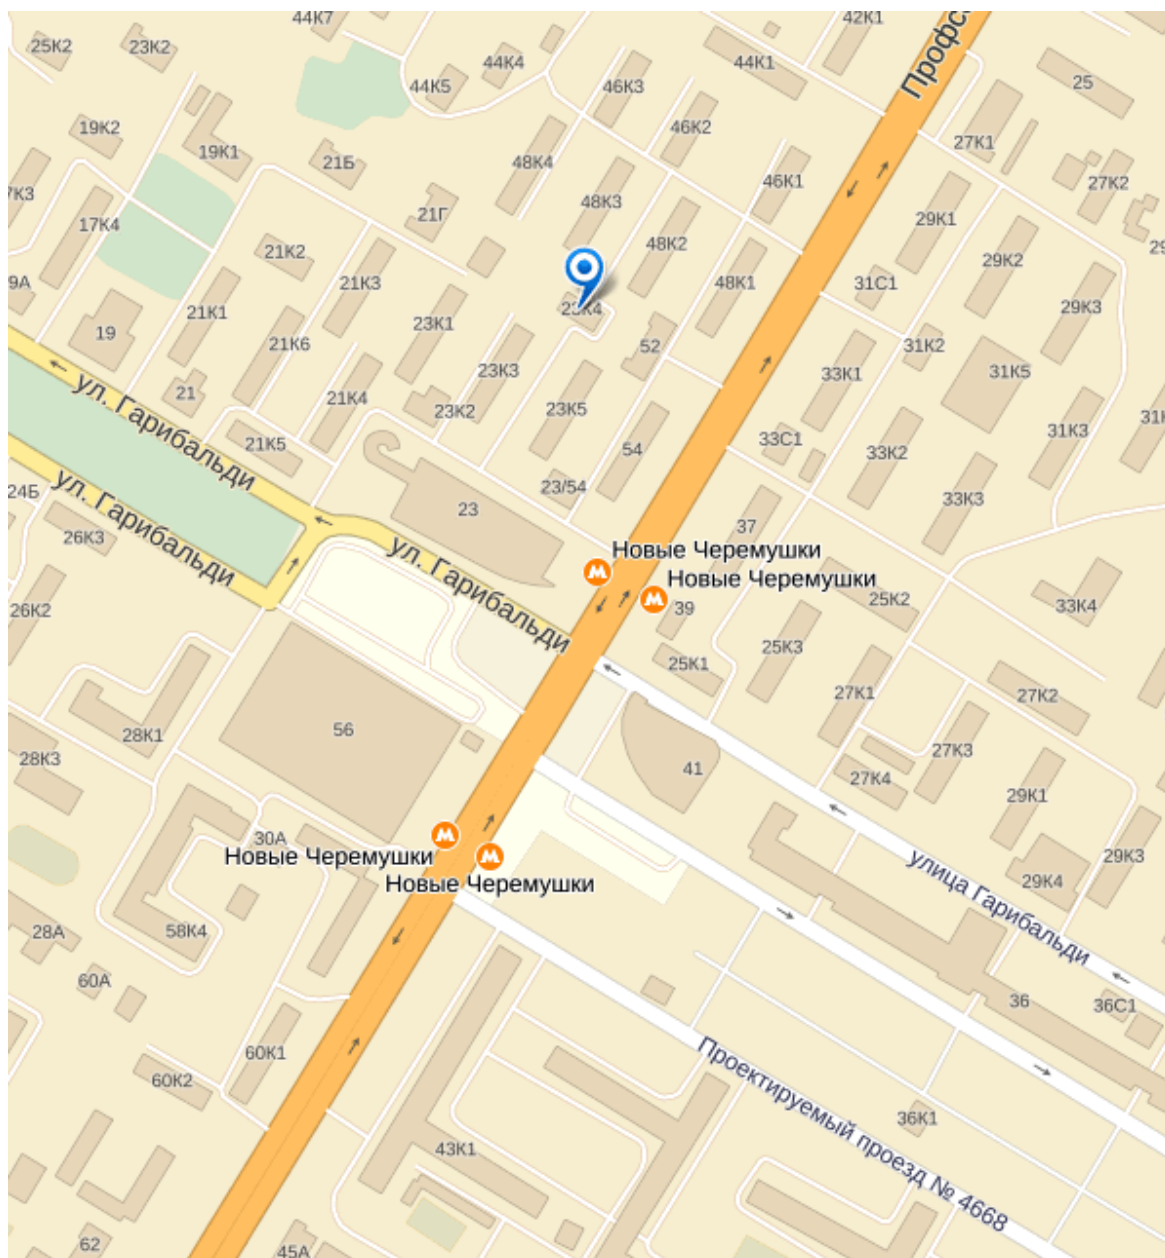 44К7
42К1
Профс
25К2
23К2
44К4
44К1
25
44К5
46К3
19К2
46К2
27К1
19К1
21Б
48К4
46К1
27К2
7К3
17К4
21Г
48К3
29К1
48К2
29К2
29
21К2
9А
21К3
48К1
31С1
29К3
21К1
23К1
23К4
19
21К6
52
31К2
23К3
33К1
31К5
21
21К4
23К2
23К5
31К3
31К
ул. Гарибальди
21К5
54
33С1
33К2
24Б
23/54
33К3
ул. Гарибальди
23
37
26К3
ул. Гарибальди
Новые Черемушки
Новые Черемушки
26К2
39
25К2
33К4
25К1
25К3
27К1
27К2
28К1
56
28К3
41
27К4
27К3
29К1
30А
Новые Черемушки
Новые Черемушки
улица Гарибальди
29К3
29К4
28А
58К4
60А
36
36С1
60К1
60К2
Проектируемый проезд № 4668
36К1
43К1
62
45А